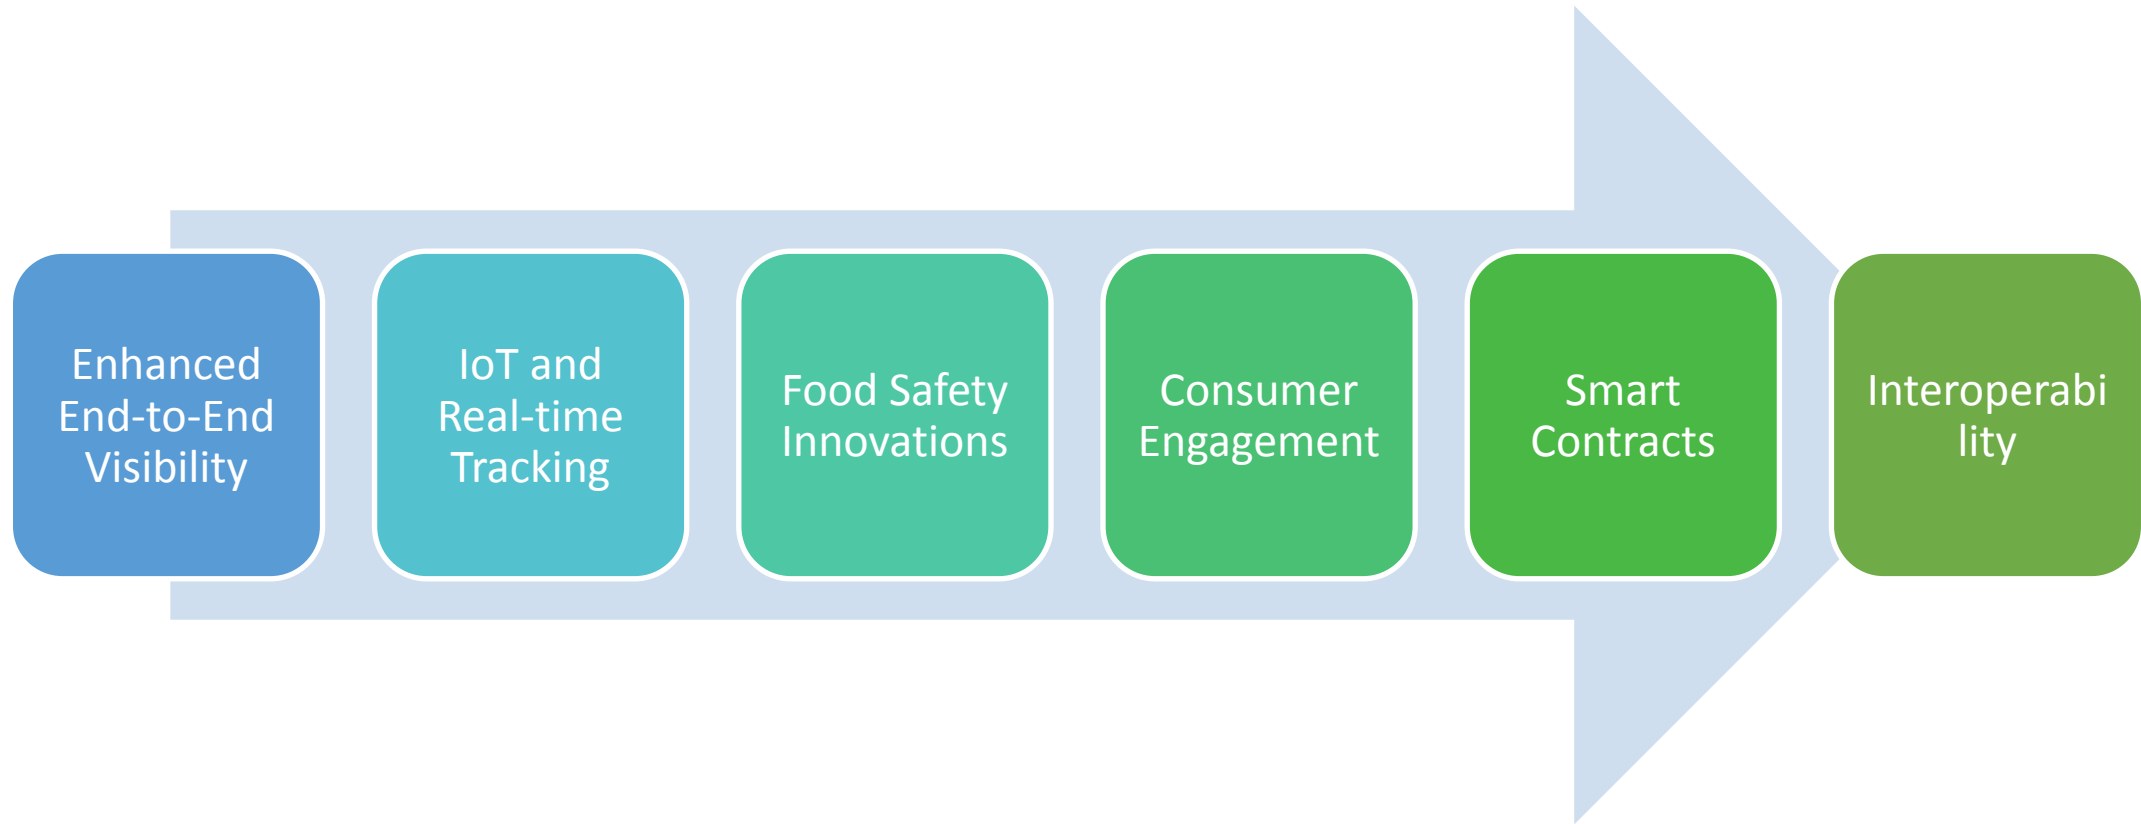 Enhanced
End-to-End
Visibility
IoT and
Real-time
Tracking
Food Safety
Innovations
Consumer
Engagement
Smart
Contracts
Interoperabi
lity